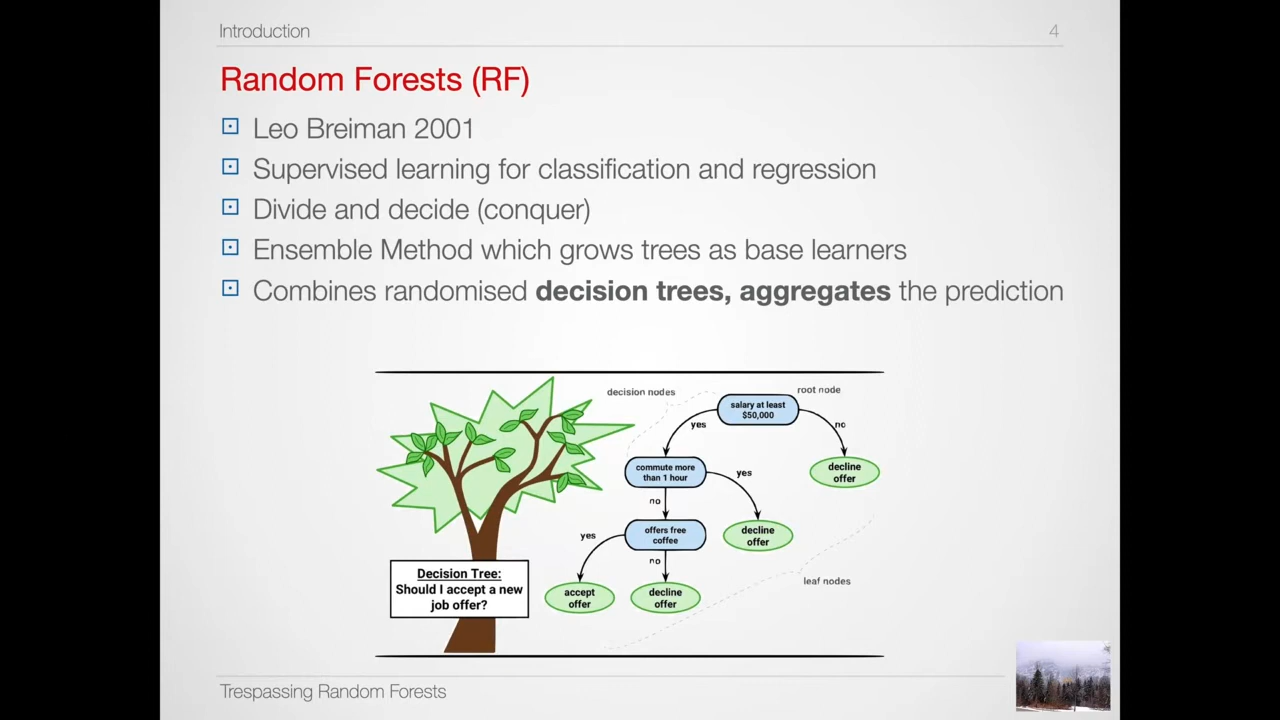 Introduction
4
Random Forests (RF)
Leo Breiman 2001
Supervised learning for classification and regression
Divide and decide (conquer)
Ensemble Method which grows trees as base learners
Combines randomised decision trees, aggregates the prediction
decision nodes
root node
salary at least
$50,000
yes
no
commute more
than 1 hour
yes
decline
offer
no
offers free
coffee
decline
offer
yes
no
Decision Tree:
Should I accept a new
job offer?
accept
offer
decline
offer
leaf nodes
Trespassing Random Forests